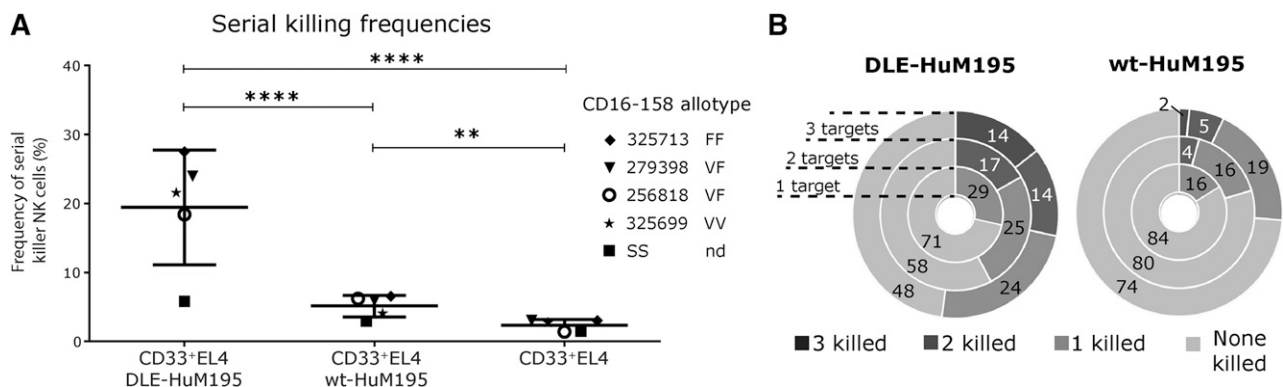 A
Serial killing frequencies
Frequency of serial
killer NK cells (%)
40
30
20
10
0
****
****
**
CD16-158 allotype
325713 FF
279398 VF
256818 VF
325699 VV
SS nd
CD33+EL4
DLE-HuM195
CD33+EL4
wt-HuM195
CD33+EL4
B
DLE-HuM195
wt-HuM195
3 targets
2 targets
1 target
14
17
29
14
25
24
71
58
48
2
5
4
16
19
16
84
80
74
3 killed
2 killed
1 killed
None
killed